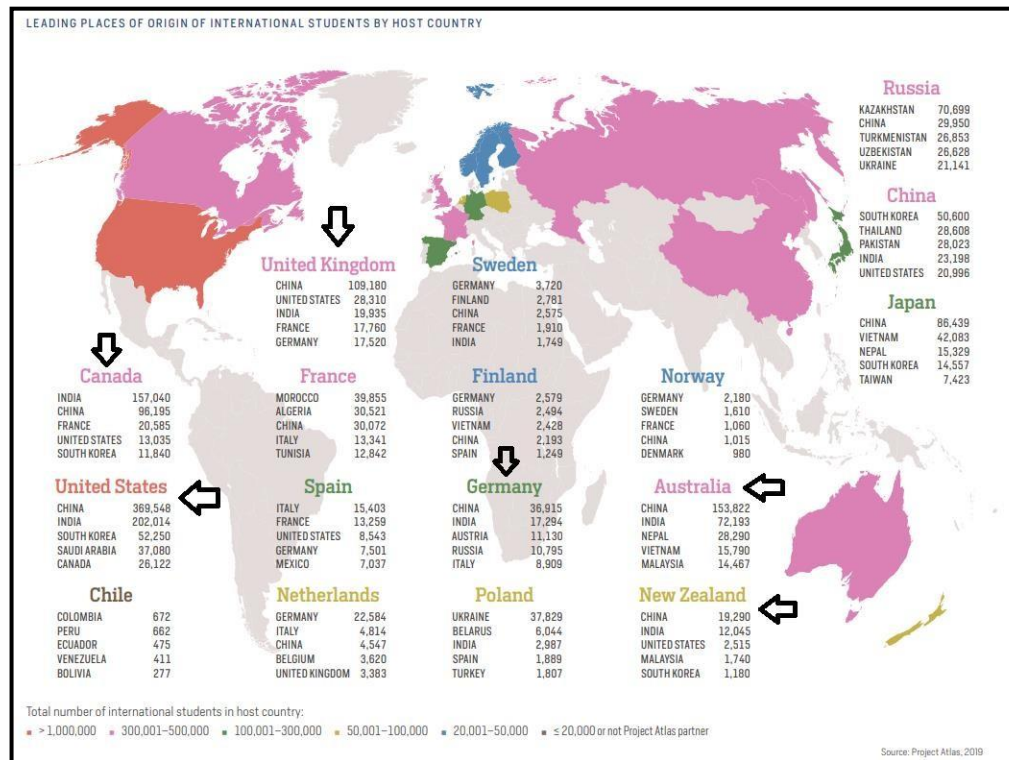 LEADING PLACES OF ORIGIN OF INTERNATIONAL STUDENTS BY HOST COUNTRY
Russia
KAZAKHSTAN 70,699
CHINA 29,950
TURKMENISTAN 26,853
UZBEKISTAN 26,628
UKRAINE 21,141
China
SOUTH KOREA 50,600
THAILAND 28,608
PAKISTAN 28,023
INDIA 23,198
UNITED STATES 20,996
Japan
CHINA 86,439
VIETNAM 42,083
NEPAL 15,329
SOUTH KOREA 14,557
TAIWAN 7,423
United Kingdom
CHINA 109,180
UNITED STATES 28,310
INDIA 19,935
FRANCE 17,760
GERMANY 17,520
Sweden
GERMANY 3,720
FINLAND 2,781
CHINA 2,575
FRANCE 1,910
INDIA 1,749
Canada
INDIA 157,040
CHINA 96,195
FRANCE 20,585
UNITED STATES 13,035
SOUTH KOREA 11,840
France
MOROCCO 39,855
ALGERIA 30,521
CHINA 30,072
ITALY 13,341
TUNISIA 12,842
Finland
GERMANY 2,579
RUSSIA 2,494
VIETNAM 2,428
CHINA 2,193
SPAIN 1,249
Norway
GERMANY 2,180
SWEDEN 1,610
FRANCE 1,060
CHINA 1,015
DENMARK 980
United States
CHINA 369,548
INDIA 202,014
SOUTH KOREA 52,250
SAUDI ARABIA 37,080
CANADA 26,122
Spain
ITALY 15,403
FRANCE 13,259
UNITED STATES 8,543
GERMANY 7,501
MEXICO 7,037
Germany
CHINA 36,915
INDIA 17,294
AUSTRIA 11,130
RUSSIA 10,795
ITALY 8,909
Australia
CHINA 153,822
INDIA 72,193
NEPAL 28,290
VIETNAM 15,790
MALAYSIA 14,467
Chile
COLOMBIA 672
PERU 662
ECUADOR 475
VENEZUELA 411
BOLIVIA 277
Netherlands
GERMANY 22,584
ITALY 4,814
CHINA 4,547
BELGIUM 3,620
UNITED KINGDOM 3,383
Poland
UKRAINE 37,829
BELARUS 6,044
INDIA 2,987
SPAIN 1,889
TURKEY 1,807
New Zealand
CHINA 19,290
INDIA 12,045
UNITED STATES 2,515
MALAYSIA 1,740
SOUTH KOREA 1,180
Total number of international students in host country:
> 1,000,000 300,001–500,000 100,001–300,000 50,001–100,000 20,001–50,000 ≤ 20,000 or not Project Atlas partner
Source: Project Atlas, 2019